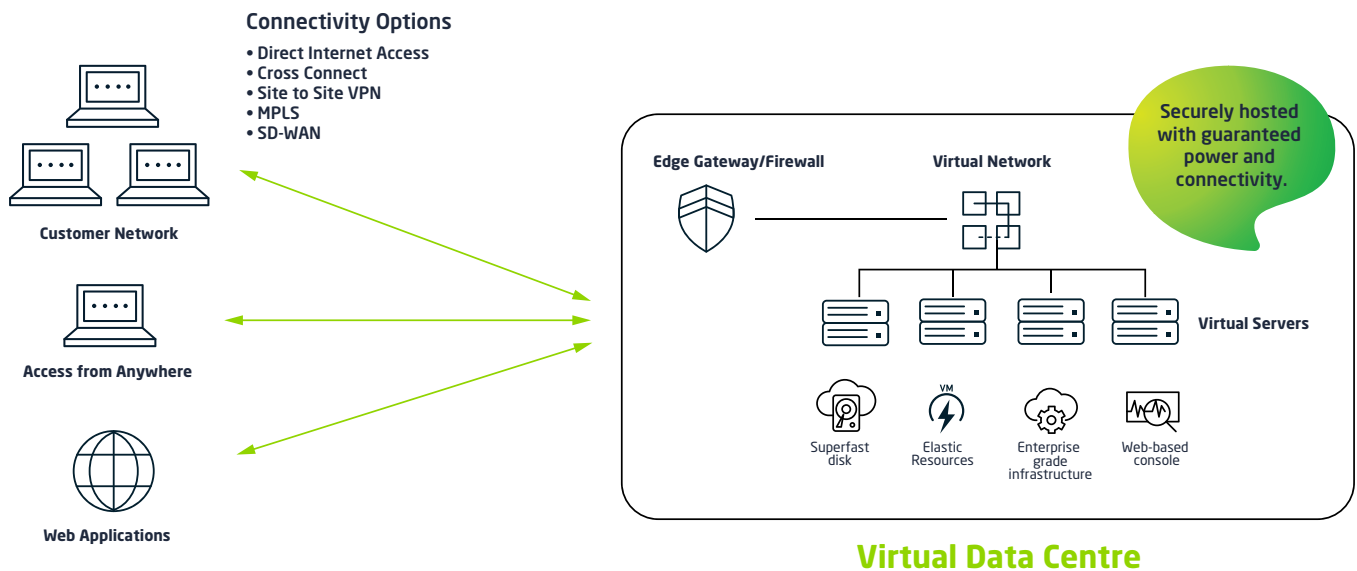 Connectivity Options
• Direct Internet Access
• Cross Connect
• Site to Site VPN
• MPLS
• SD-WAN
Customer Network
Access from Anywhere
Web Applications
Securely hosted
with guaranteed
power and
connectivity.
Edge Gateway/Firewall
Virtual Network
Virtual Servers
VM
Superfast
disk
Elastic
Resources
Enterprise
grade
infrastructure
Web-based
console
Virtual Data Centre